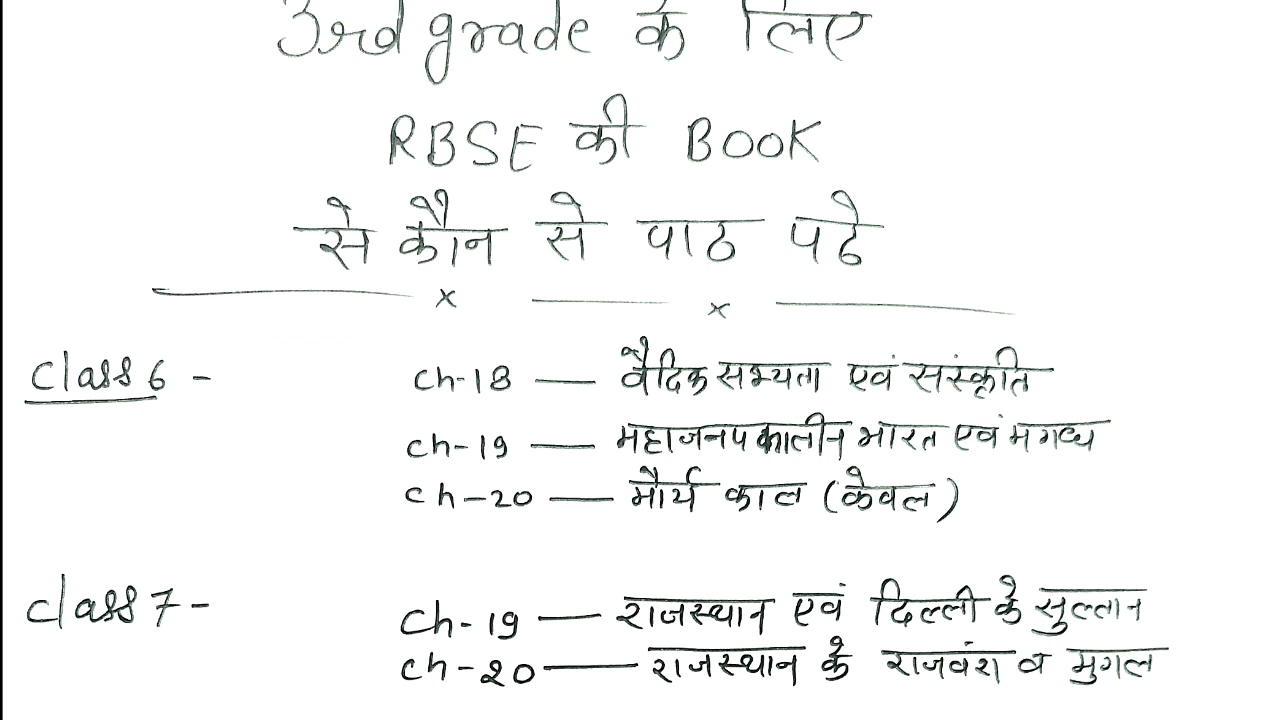 3rd grade के लिए
RBSE की BOOK
से कौन से पाठ पढे
Class 6 - ch-18 — वैदिक सभ्यता एवं संस्कृति
ch-19 — महाजनपकालीन भारत एवं मगध
ch-20 — मौर्य काल (केवल)
Class 7 - ch-19 — राजस्थान एवं दिल्ली के सुल्तान
ch-20 — राजस्थान के राजवंश व मुगल